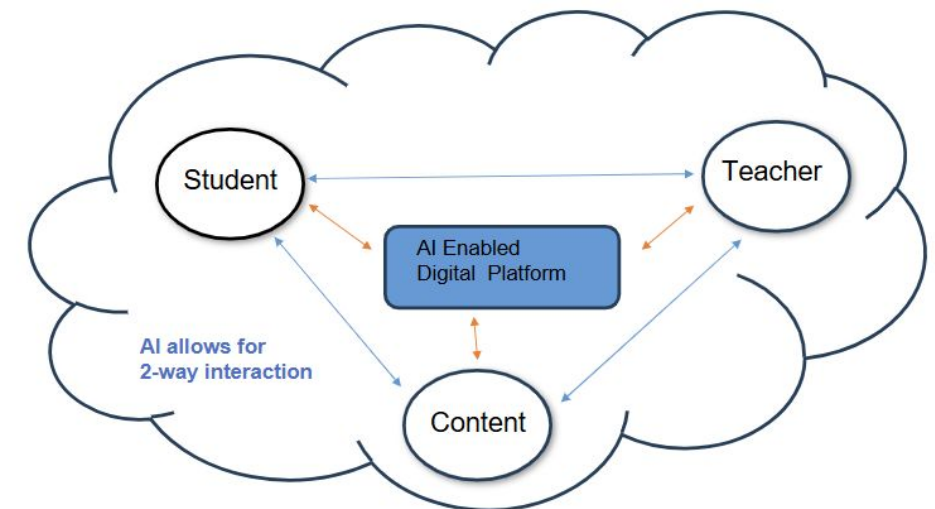 Student
Teacher
AI Enabled
Digital Platform
AI allows for
2-way interaction
Content